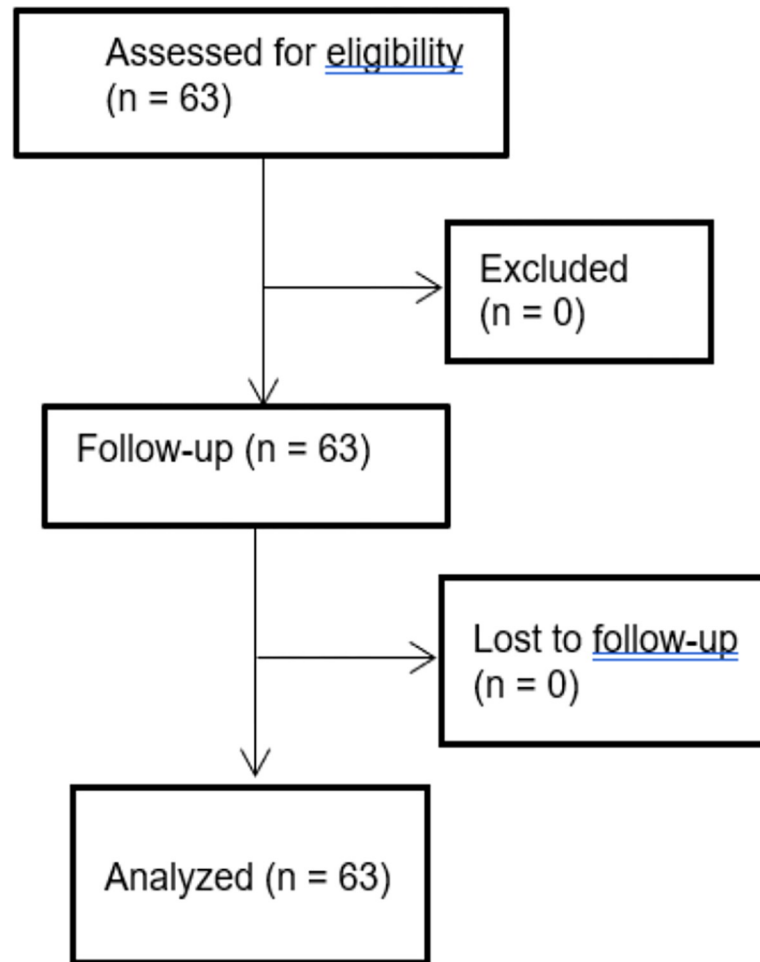 Assessed for eligibility
(n = 63)
Excluded
(n = 0)
Follow-up (n = 63)
Lost to follow-up
(n = 0)
Analyzed (n = 63)